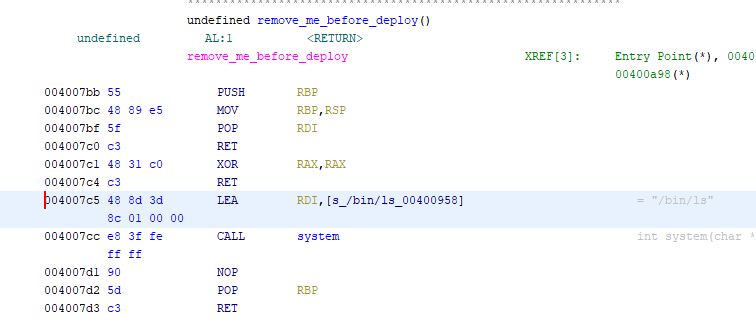 ************************************************************
undefined remove_me_before_deploy()
undefined AL:1 <RETURN>
remove_me_before_deploy XREF[3]: Entry Point(*), 0040
00400a98(*)
004007bb 55 PUSH RBP
004007bc 48 89 e5 MOV RBP,RSP
004007bf 5f POP RDI
004007c0 c3 RET
004007c1 48 31 c0 XOR RAX,RAX
004007c4 c3 RET
004007c5 48 8d 3d LEA RDI,[s_/bin/ls_00400958] = "/bin/ls"
8c 01 00 00
004007cc e8 3f fe CALL system int system(char *
ff ff
004007d1 90 NOP
004007d2 5d POP RBP
004007d3 c3 RET